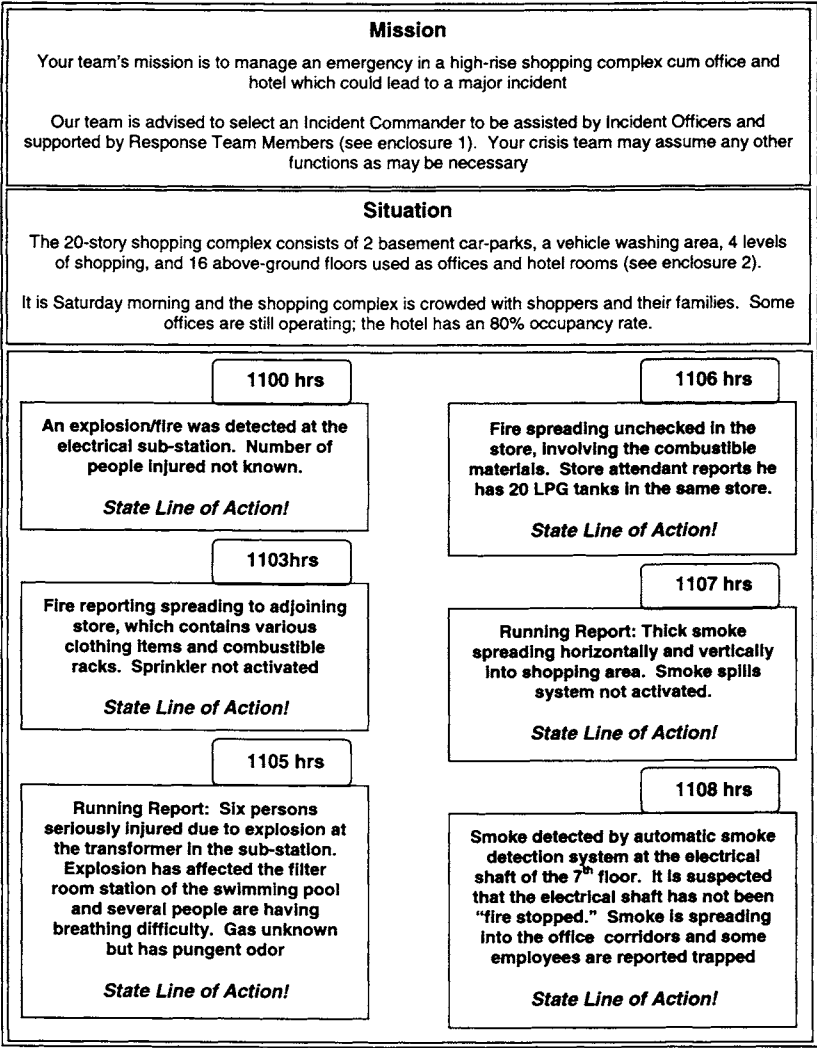 Mission
Your team's mission is to manage an emergency in a high-rise shopping complex cum office and
hotel which could lead to a major incident
Our team is advised to select an Incident Commander to be assisted by Incident Officers and
supported by Response Team Members (see enclosure 1). Your crisis team may assume any other
functions as may be necessary
Situation
The 20-story shopping complex consists of 2 basement car-parks, a vehicle washing area, 4 levels
of shopping, and 16 above-ground floors used as offices and hotel rooms (see enclosure 2).
It is Saturday morning and the shopping complex is crowded with shoppers and their families. Some
offices are still operating; the hotel has an 80% occupancy rate.
1100 hrs
An explosion/fire was detected at the
electrical sub-station. Number of
people injured not known.
State Line of Action!
1103hrs
Fire reporting spreading to adjoining
store, which contains various
clothing items and combustible
racks. Sprinkler not activated
State Line of Action!
1105 hrs
Running Report: Six persons
seriously injured due to explosion at
the transformer in the sub-station.
Explosion has affected the filter
room station of the swimming pool
and several people are having
breathing difficulty. Gas unknown
but has pungent odor
State Line of Action!
1106 hrs
Fire spreading unchecked in the
store, involving the combustible
materials. Store attendant reports he
has 20 LPG tanks in the same store.
State Line of Action!
1107 hrs
Running Report: Thick smoke
spreading horizontally and vertically
into shopping area. Smoke spills
system not activated.
State Line of Action!
1108 hrs
Smoke detected by automatic smoke
detection system at the electrical
shaft of the 7th floor. It is suspected
that the electrical shaft has not been
"fire stopped." Smoke is spreading
into the office corridors and some
employees are reported trapped
State Line of Action!